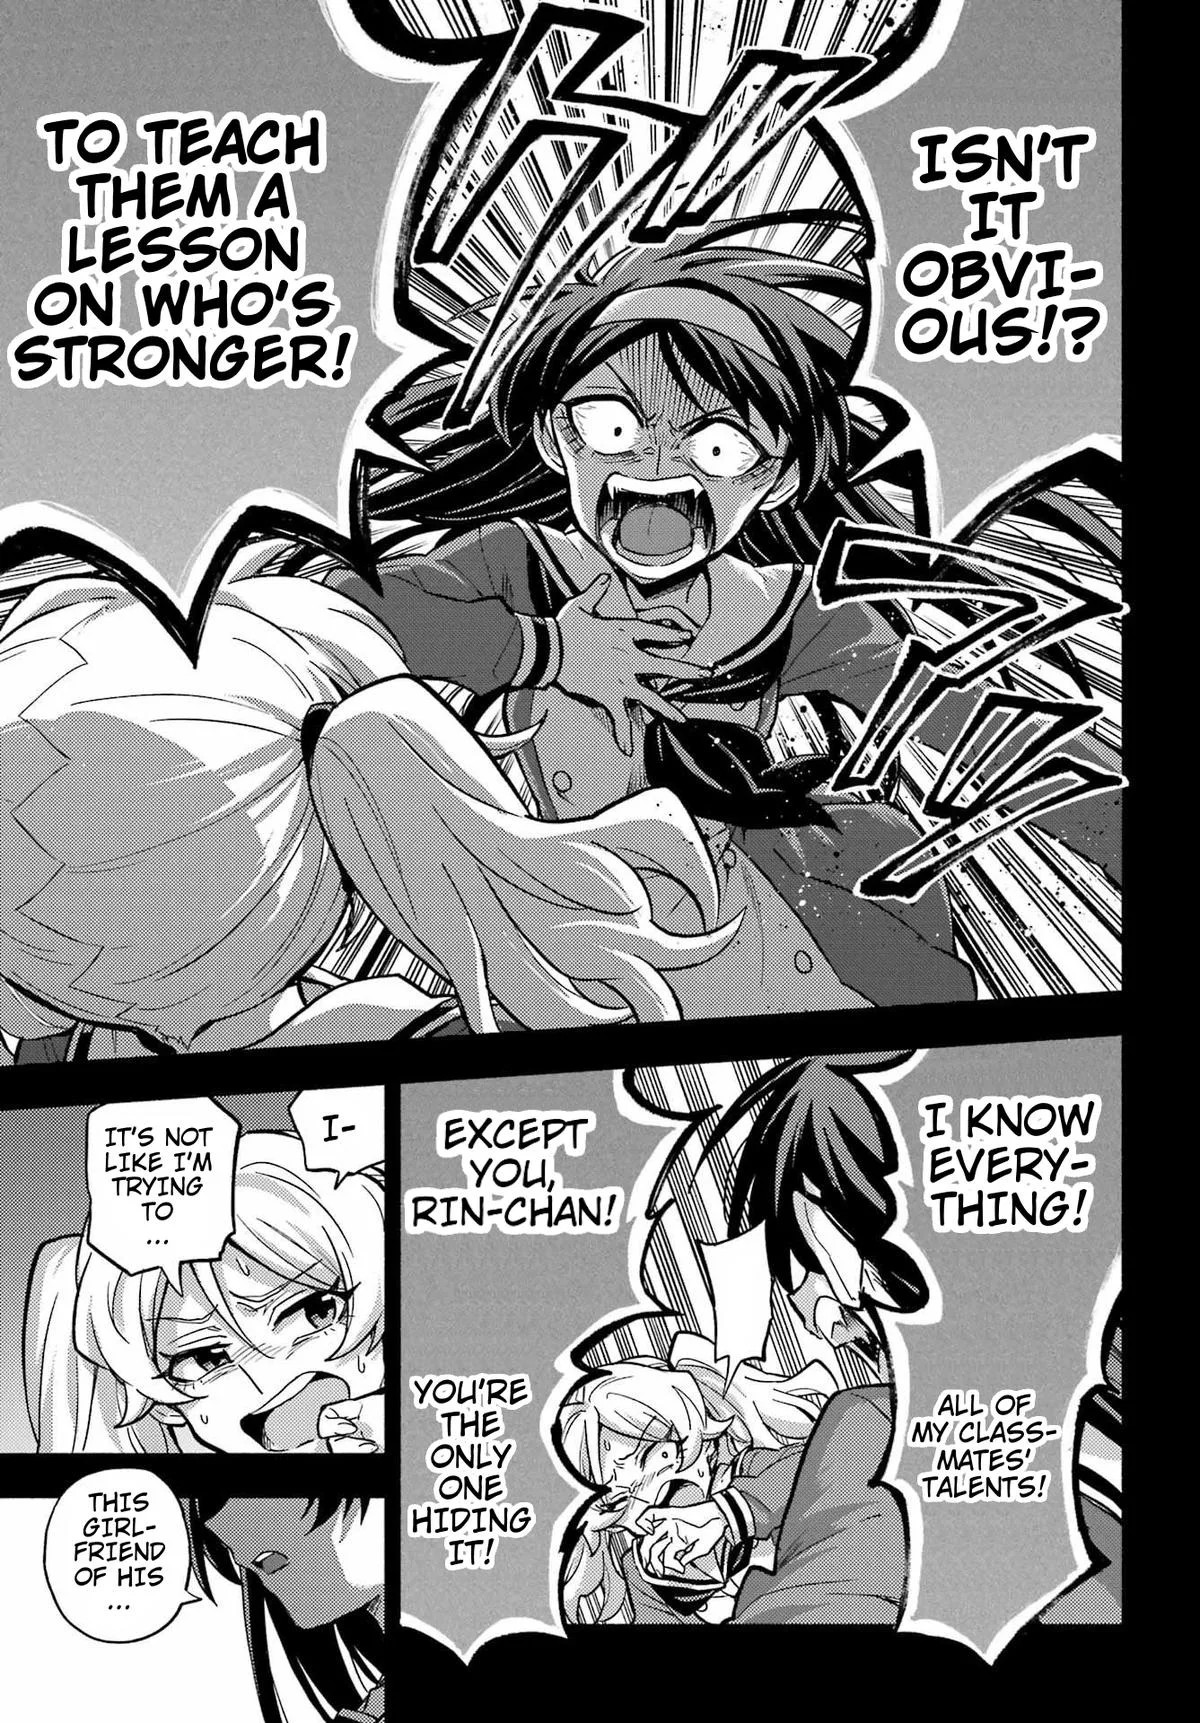 ISN'T
IT
OBVI-
OUS!?
TO TEACH
THEM A
LESSON
ON WHO'S
STRONGER!
I KNOW
EVERY-
THING!
ALL OF
MY CLASS-
MATES'
TALENTS!
EXCEPT
YOU,
RIN-CHAN!
YOU'RE
THE
ONLY
ONE
HIDING
IT!
I-
IT'S NOT
LIKE I'M
TRYING
TO
...
THIS
GIRL-
FRIEND
OF HIS
...